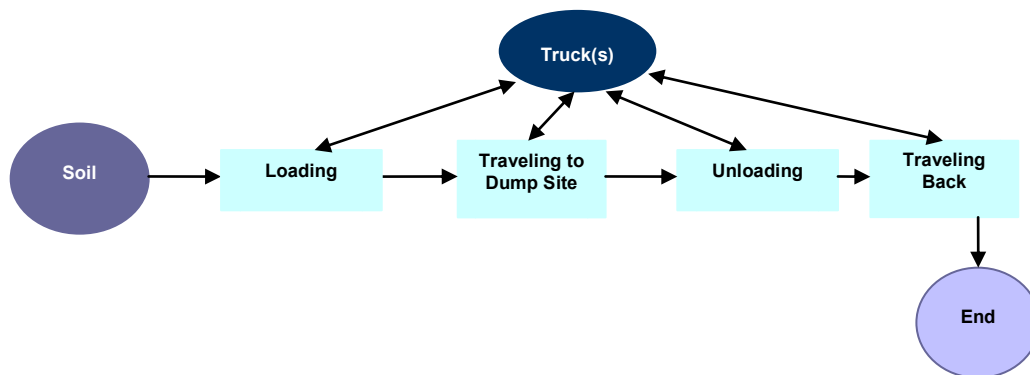 Truck(s)
Soil
Loading
Traveling to
Dump Site
Unloading
Traveling
Back
End